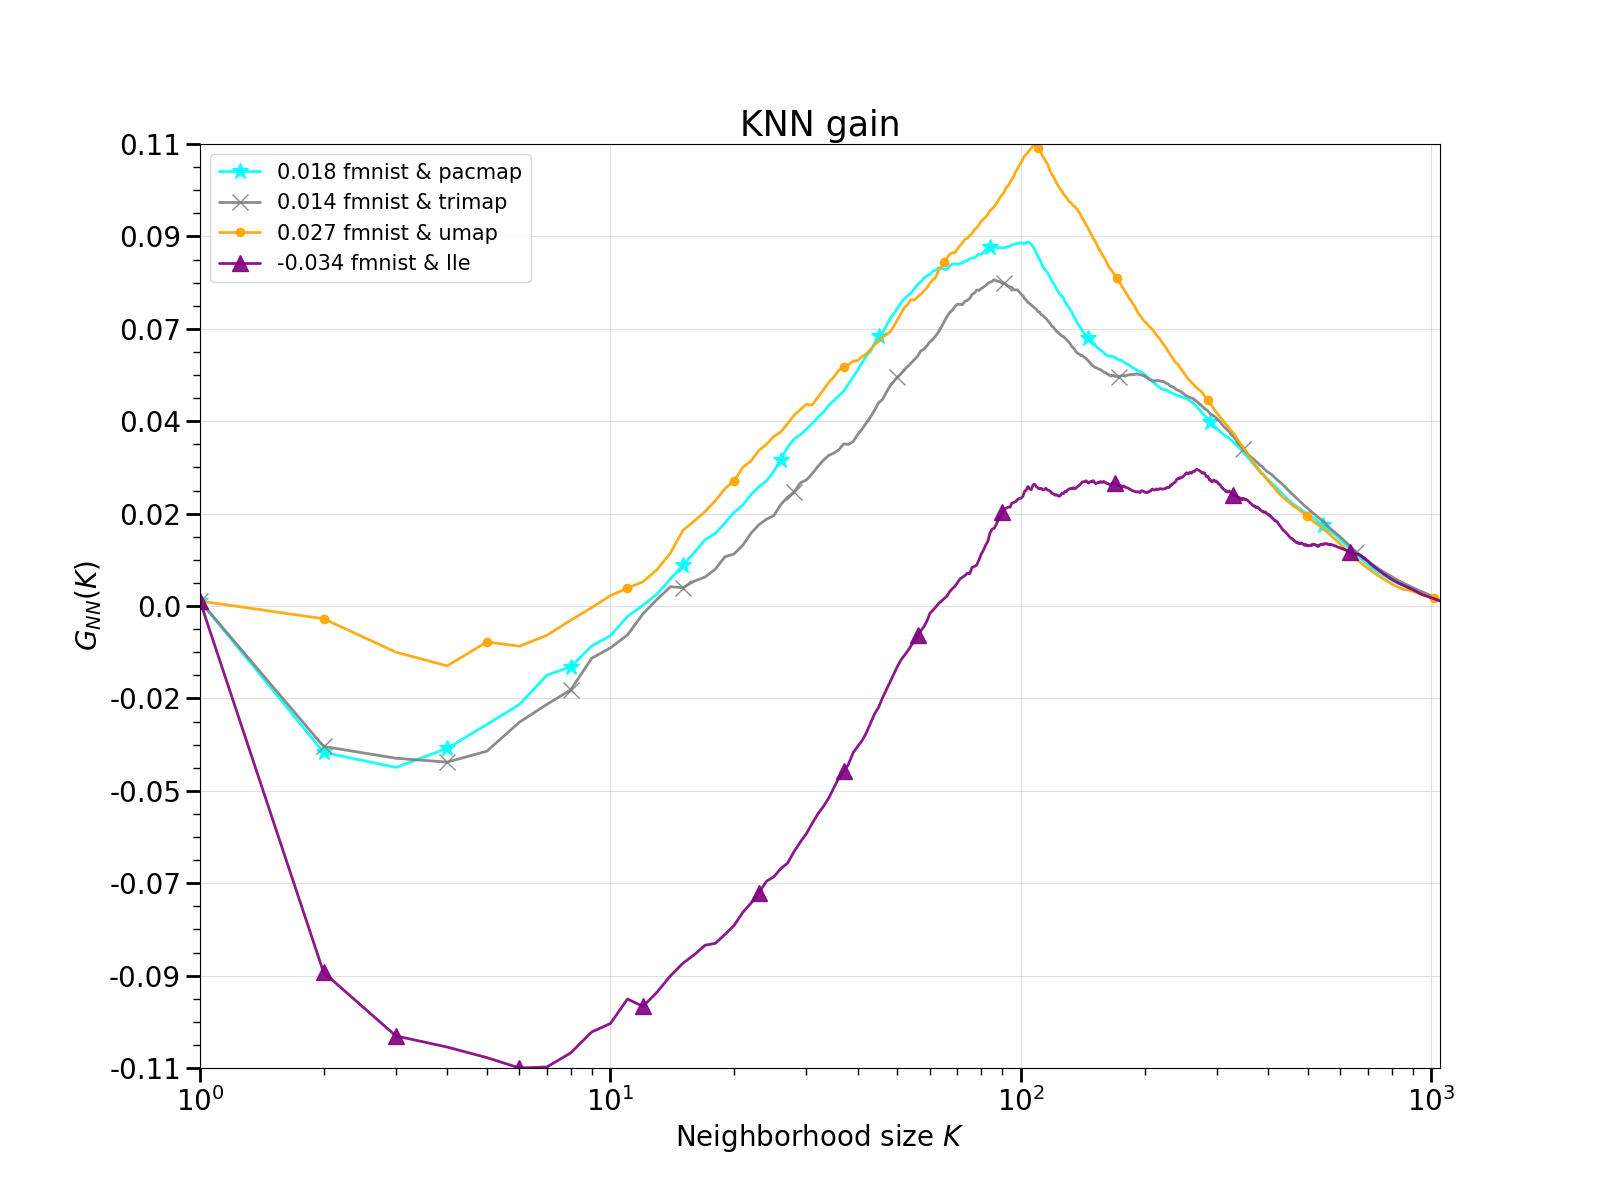 KNN gain
0.11
0.09
0.07
0.04
0.02
0.0
-0.02
-0.05
-0.07
-0.09
-0.11
G_{NN}(K)
0.018 fmnist & pacmap
0.014 fmnist & trimap
0.027 fmnist & umap
-0.034 fmnist & lle
10^0 10^1 10^2 10^3
Neighborhood size K